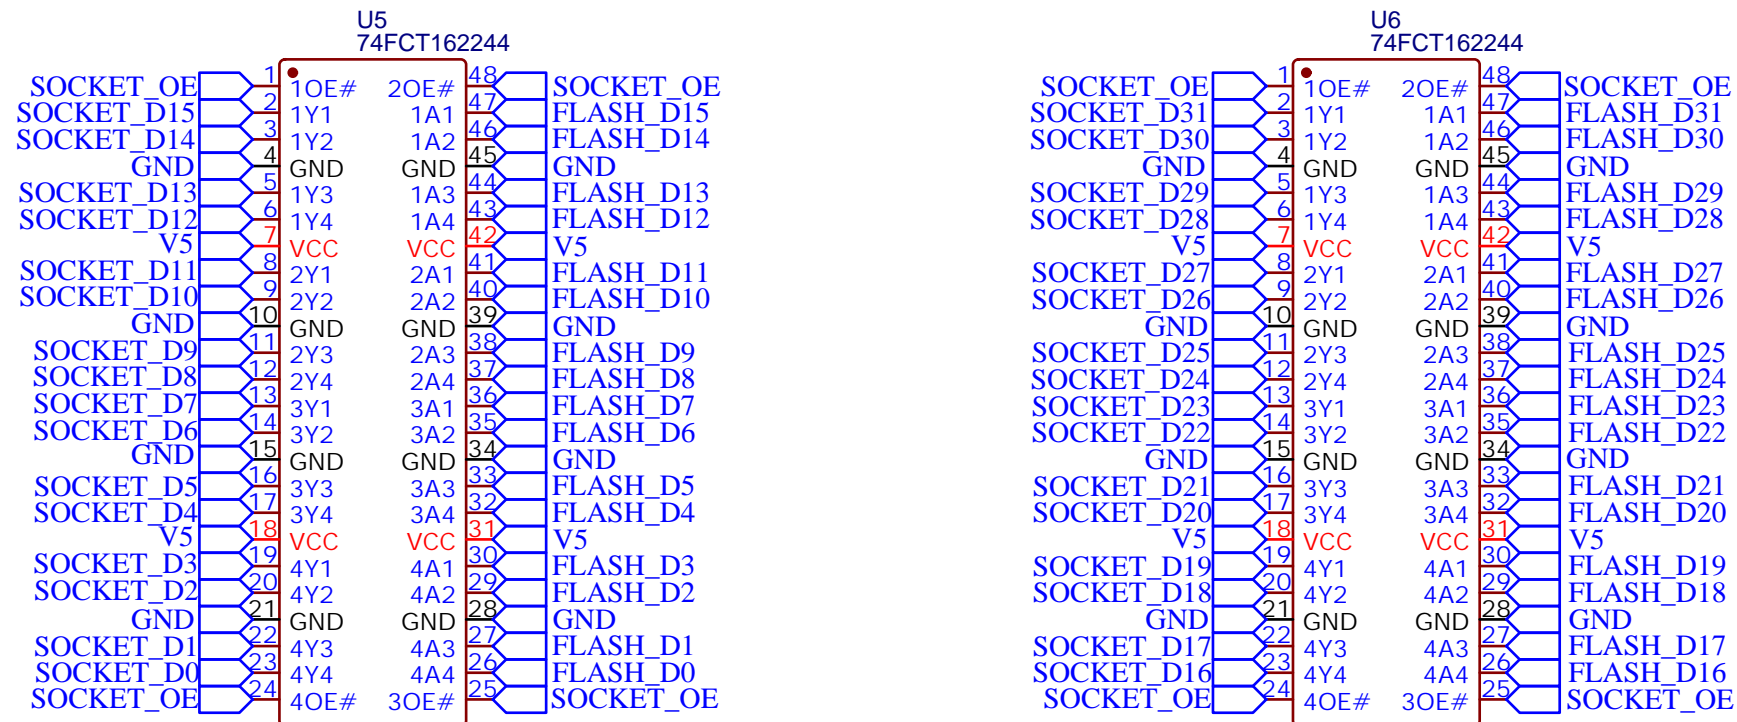 U5
74FCT162244
SOCKET_OE 1 1OE# 2OE# 48 SOCKET_OE
SOCKET_D15 2 1Y1 1A1 47 FLASH_D15
SOCKET_D14 3 1Y2 1A2 46 FLASH_D14
GND 4 GND GND 45 GND
SOCKET_D13 5 1Y3 1A3 44 FLASH_D13
SOCKET_D12 6 1Y4 1A4 43 FLASH_D12
V5 7 VCC VCC 42 V5
SOCKET_D11 8 2Y1 2A1 41 FLASH_D11
SOCKET_D10 9 2Y2 2A2 40 FLASH_D10
GND 10 GND GND 39 GND
SOCKET_D9 11 2Y3 2A3 38 FLASH_D9
SOCKET_D8 12 2Y4 2A4 37 FLASH_D8
SOCKET_D7 13 3Y1 3A1 36 FLASH_D7
SOCKET_D6 14 3Y2 3A2 35 FLASH_D6
GND 15 GND GND 34 GND
SOCKET_D5 16 3Y3 3A3 33 FLASH_D5
SOCKET_D4 17 3Y4 3A4 32 FLASH_D4
V5 18 VCC VCC 31 V5
SOCKET_D3 19 4Y1 4A1 30 FLASH_D3
SOCKET_D2 20 4Y2 4A2 29 FLASH_D2
GND 21 GND GND 28 GND
SOCKET_D1 22 4Y3 4A3 27 FLASH_D1
SOCKET_D0 23 4Y4 4A4 26 FLASH_D0
SOCKET_OE 24 4OE# 3OE# 25 SOCKET_OE
U6
74FCT162244
SOCKET_OE 1 1OE# 2OE# 48 SOCKET_OE
SOCKET_D31 2 1Y1 1A1 47 FLASH_D31
SOCKET_D30 3 1Y2 1A2 46 FLASH_D30
GND 4 GND GND 45 GND
SOCKET_D29 5 1Y3 1A3 44 FLASH_D29
SOCKET_D28 6 1Y4 1A4 43 FLASH_D28
V5 7 VCC VCC 42 V5
SOCKET_D27 8 2Y1 2A1 41 FLASH_D27
SOCKET_D26 9 2Y2 2A2 40 FLASH_D26
GND 10 GND GND 39 GND
SOCKET_D25 11 2Y3 2A3 38 FLASH_D25
SOCKET_D24 12 2Y4 2A4 37 FLASH_D24
SOCKET_D23 13 3Y1 3A1 36 FLASH_D23
SOCKET_D22 14 3Y2 3A2 35 FLASH_D22
GND 15 GND GND 34 GND
SOCKET_D21 16 3Y3 3A3 33 FLASH_D21
SOCKET_D20 17 3Y4 3A4 32 FLASH_D20
V5 18 VCC VCC 31 V5
SOCKET_D19 19 4Y1 4A1 30 FLASH_D19
SOCKET_D18 20 4Y2 4A2 29 FLASH_D18
GND 21 GND GND 28 GND
SOCKET_D17 22 4Y3 4A3 27 FLASH_D17
SOCKET_D16 23 4Y4 4A4 26 FLASH_D16
SOCKET_OE 24 4OE# 3OE# 25 SOCKET_OE